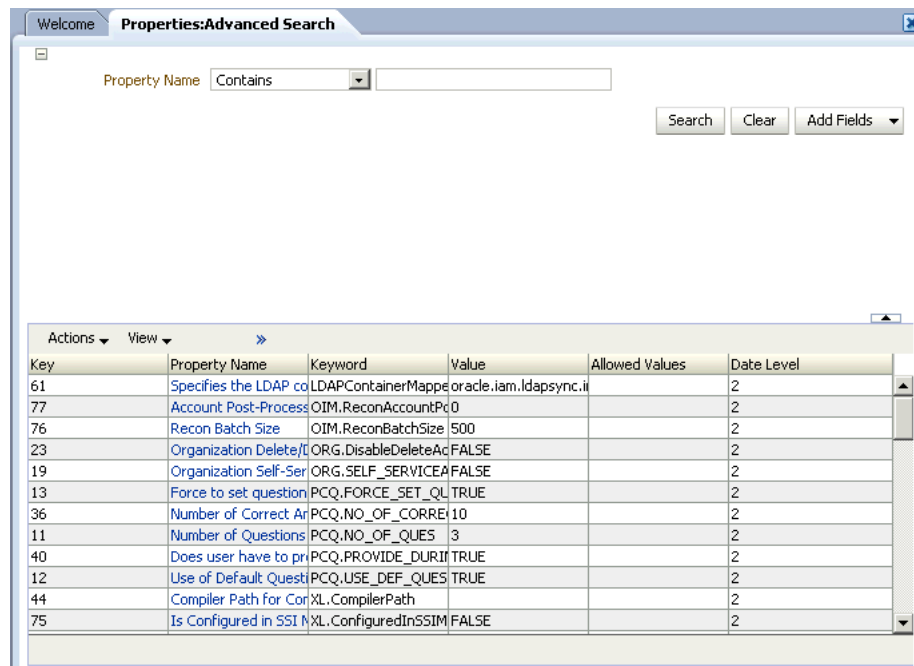 Welcome Properties:Advanced Search
Property Name Contains
Search Clear Add Fields
Actions View »
Key Property Name Keyword Value Allowed Values Date Level
61 Specifies the LDAP co LDAPContainerMappe oracle.iam.ldapsync.i 2
77 Account Post-Process OIM.ReconAccountPo 0 2
76 Recon Batch Size OIM.ReconBatchSize 500 2
23 Organization Delete/D ORG.DisableDeleteAc FALSE 2
19 Organization Self-Ser ORG.SELF_SERVICEA FALSE 2
13 Force to set question PCQ.FORCE_SET_QU TRUE 2
36 Number of Correct An PCQ.NO_OF_CORRE 10 2
11 Number of Questions PCQ.NO_OF_QUES 3 2
40 Does user have to pr PCQ.PROVIDE_DURIN TRUE 2
12 Use of Default Questi PCQ.USE_DEF_QUES TRUE 2
44 Compiler Path for Con XL.CompilerPath 2
75 Is Configured in SSI M XL.ConfiguredInSSIM FALSE 2